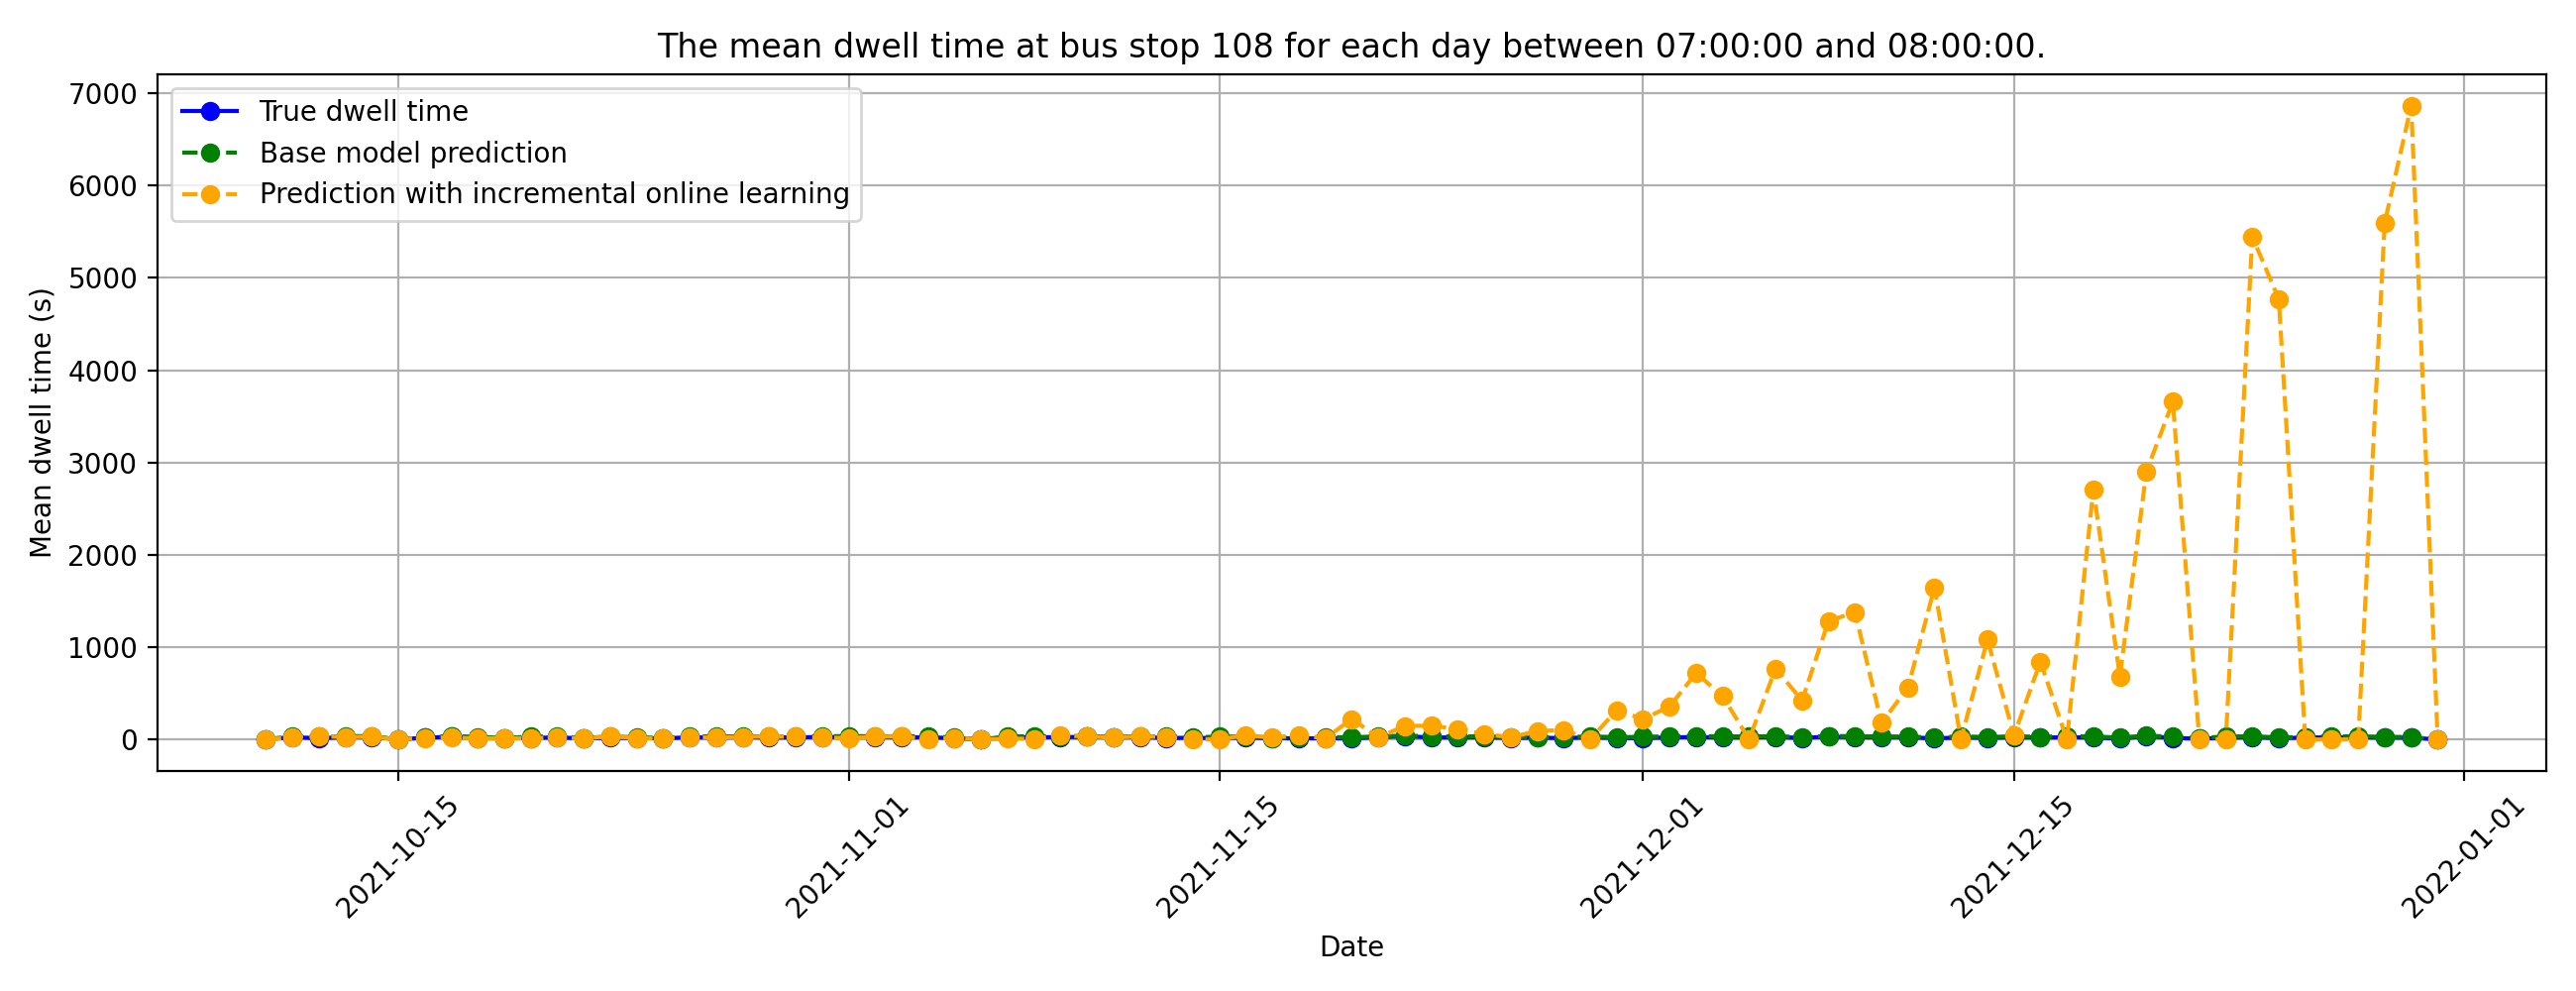 The mean dwell time at bus stop 108 for each day between 07:00:00 and 08:00:00.
True dwell time
Base model prediction
Prediction with incremental online learning
Mean dwell time (s)
7000
6000
5000
4000
3000
2000
1000
0
2021-10-15
2021-11-01
2021-11-15
2021-12-01
2021-12-15
2022-01-01
Date